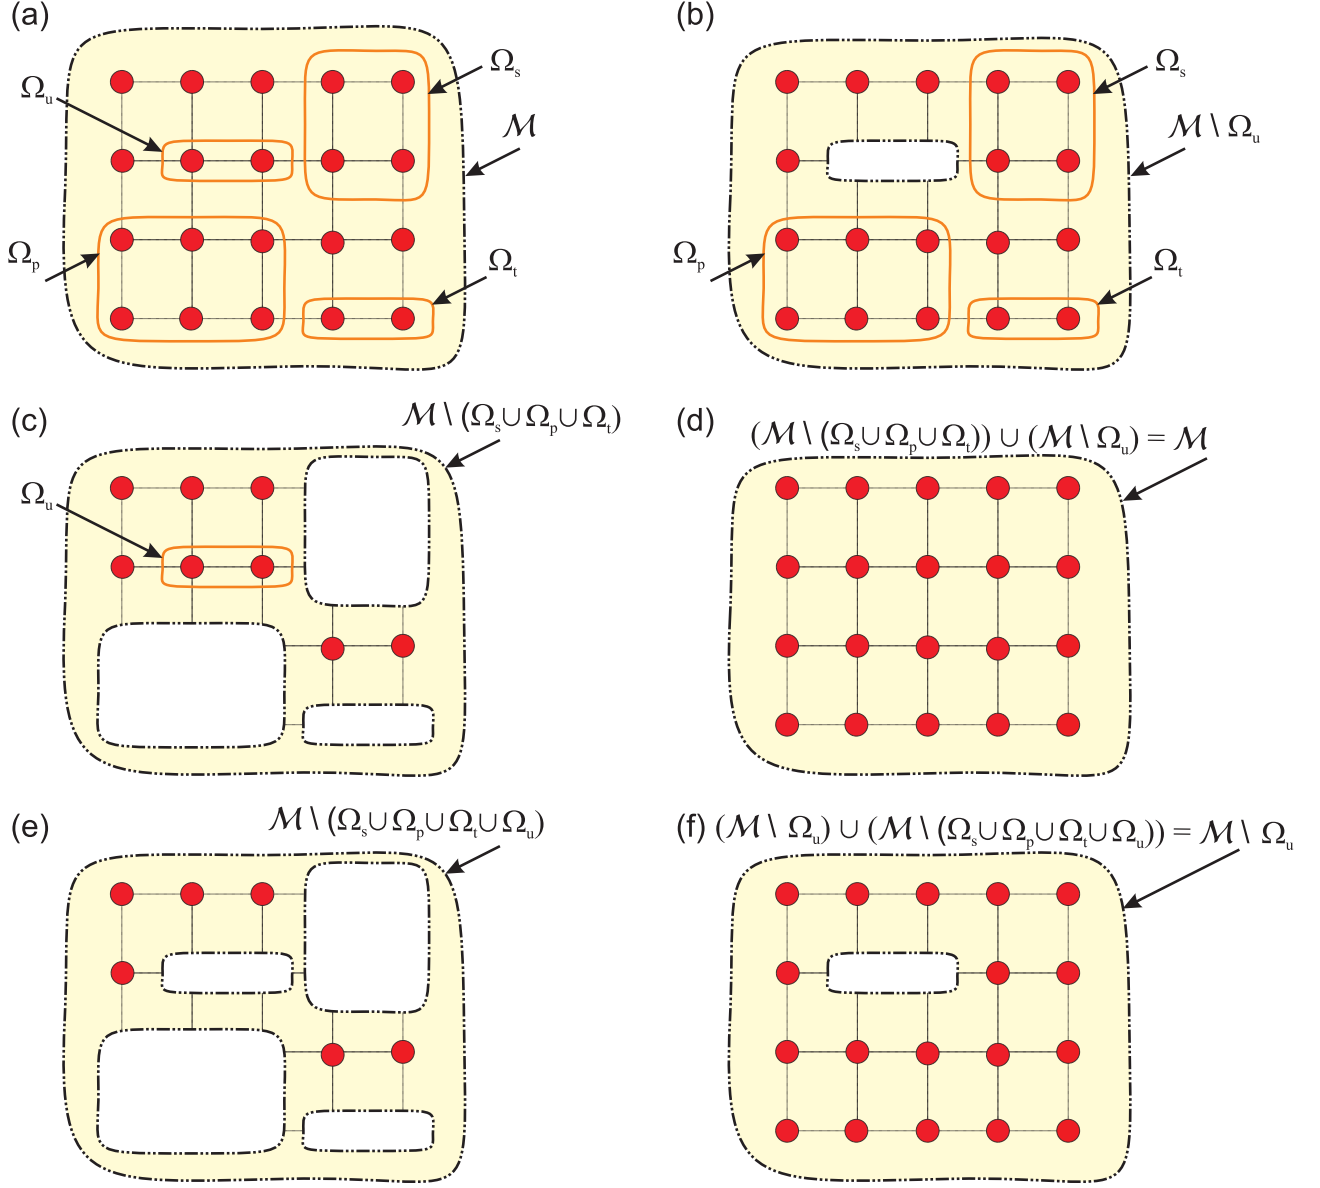 (a)
Ω_s
Ω_u
ℳ
Ω_p
Ω_t
(b)
Ω_s
ℳ \ Ω_u
Ω_p
Ω_t
(c)
ℳ \ (Ω_s∪Ω_p∪Ω_t)
Ω_u
(d)
(ℳ \ (Ω_s∪Ω_p∪Ω_t)) ∪ (ℳ \ Ω_u) = ℳ
(e)
ℳ \ (Ω_s∪Ω_p∪Ω_t∪Ω_u)
(f) (ℳ \ Ω_u) ∪ (ℳ \ (Ω_s∪Ω_p∪Ω_t∪Ω_u)) = ℳ \ Ω_u